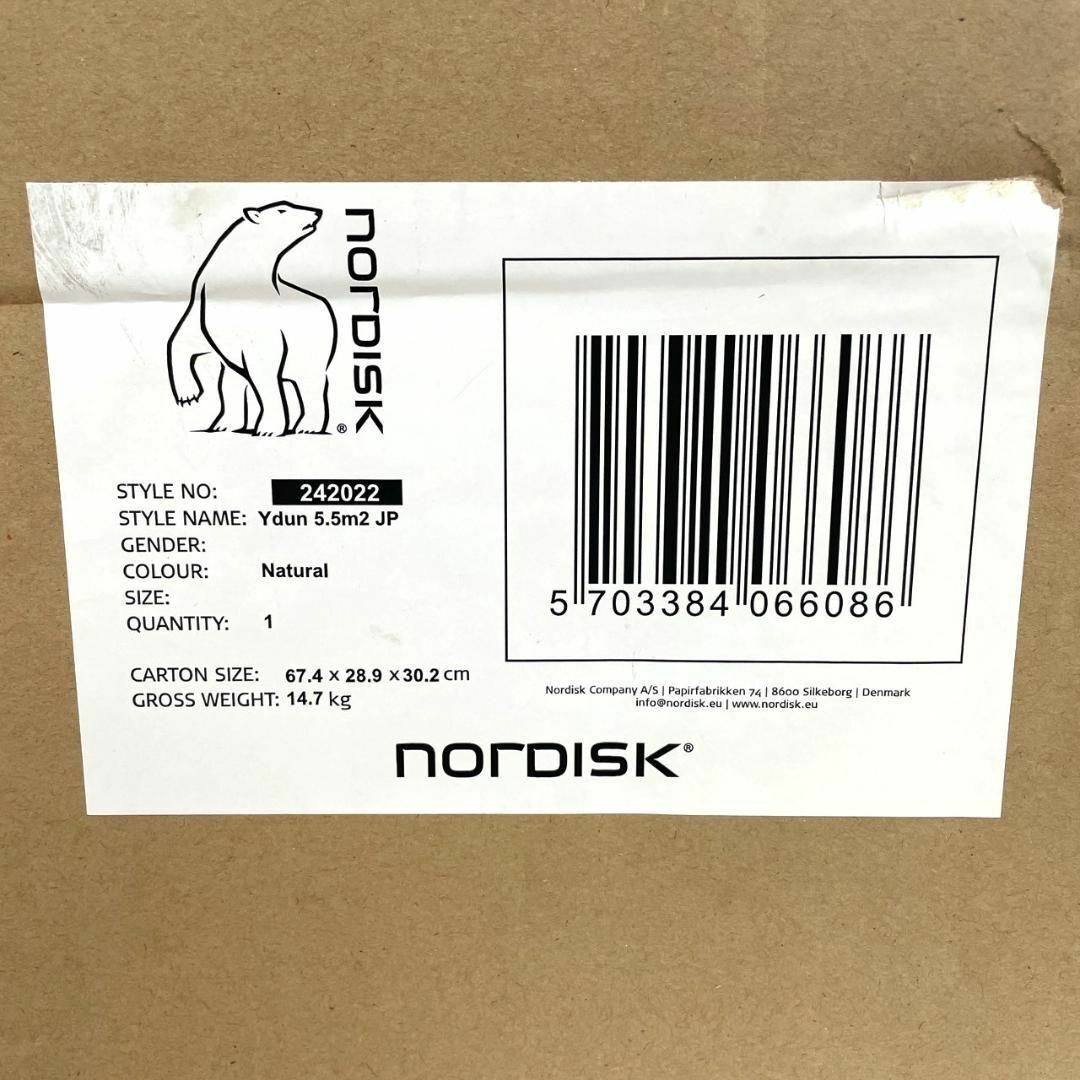 nordisk®
STYLE NO: 242022
STYLE NAME: Ydun 5.5m2 JP
GENDER:
COLOUR: Natural
SIZE:
QUANTITY: 1
CARTON SIZE: 67.4 x 28.9 x 30.2 cm
GROSS WEIGHT: 14.7 kg
5 703384 066086
Nordisk Company A/S | Papirfabrikken 74 | 8600 Silkeborg | Denmark
info@nordisk.eu | www.nordisk.eu
nordisk®